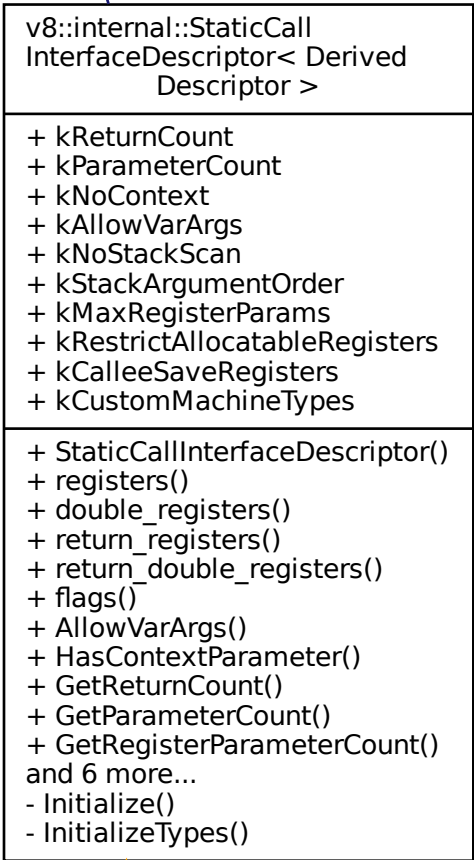 v8::internal::StaticCall
InterfaceDescriptor< Derived
Descriptor >
+ kReturnCount
+ kParameterCount
+ kNoContext
+ kAllowVarArgs
+ kNoStackScan
+ kStackArgumentOrder
+ kMaxRegisterParams
+ kRestrictAllocatableRegisters
+ kCalleeSaveRegisters
+ kCustomMachineTypes
+ StaticCallInterfaceDescriptor()
+ registers()
+ double_registers()
+ return_registers()
+ return_double_registers()
+ flags()
+ AllowVarArgs()
+ HasContextParameter()
+ GetReturnCount()
+ GetParameterCount()
+ GetRegisterParameterCount()
and 6 more...
- Initialize()
- InitializeTypes()